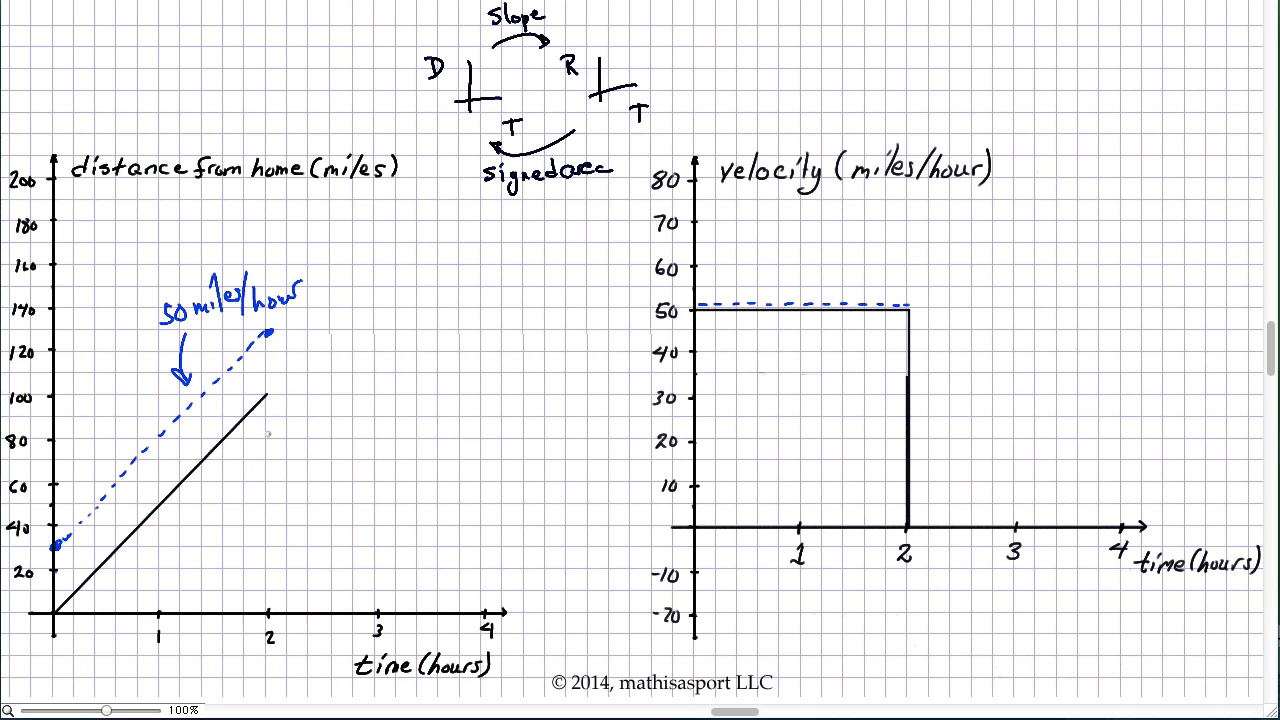 slope
D
R
T
T
signed area
distance from home (miles)
200
180
160
140
120
100
80
60
40
20
50 miles/hour
1
2
3
4
time (hours)
velocity (miles/hour)
80
70
60
50
40
30
20
10
-10
-20
1
2
3
4
time (hours)
© 2014, mathisasport LLC
100%